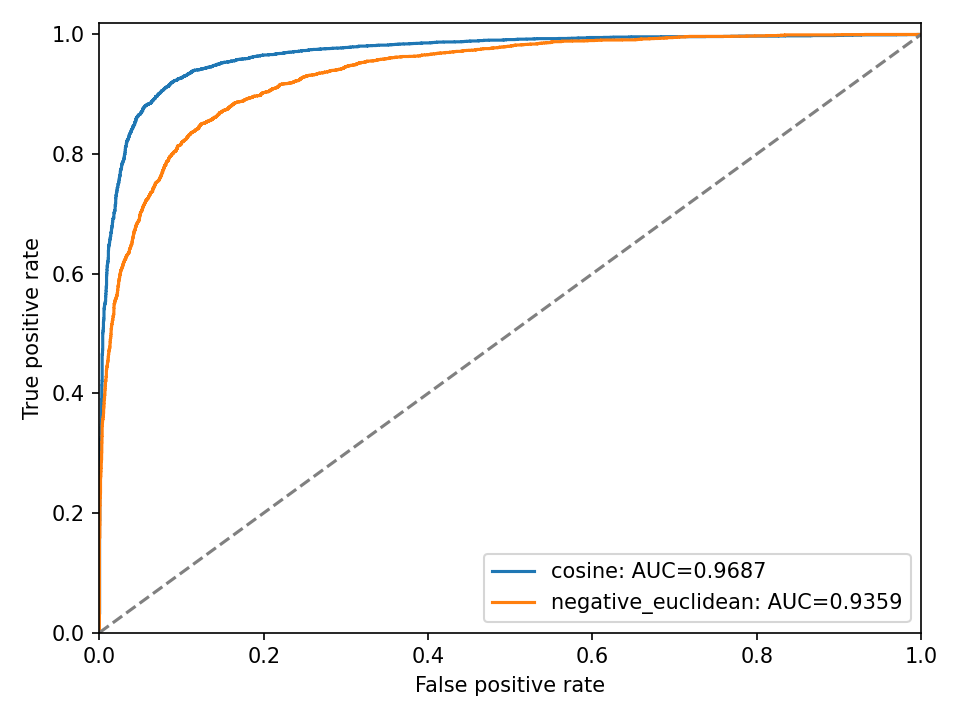 1.0
0.8
0.6
0.4
0.2
0.0
True positive rate
cosine: AUC=0.9687
negative_euclidean: AUC=0.9359
0.0 0.2 0.4 0.6 0.8 1.0
False positive rate